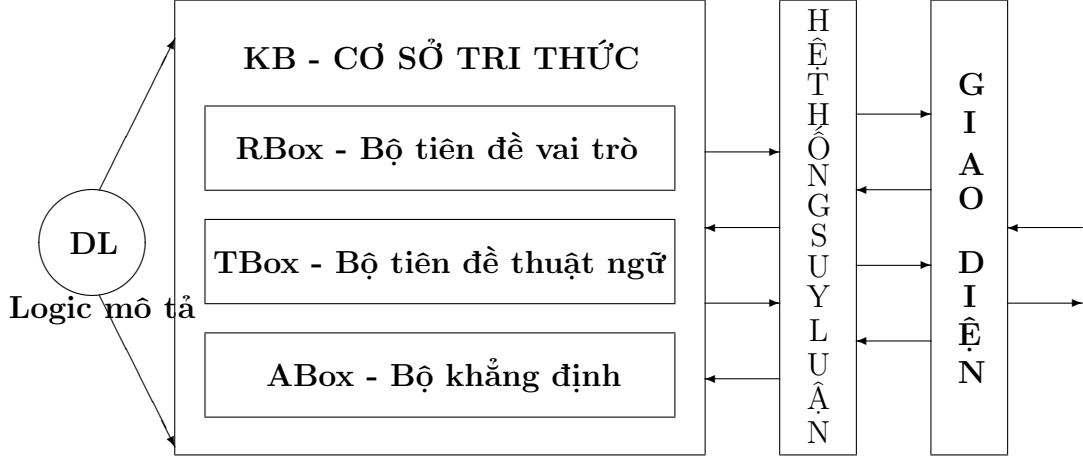 KB - CƠ SỞ TRI THỨC
RBox - Bộ tiên đề vai trò
TBox - Bộ tiên đề thuật ngữ
ABox - Bộ khẳng định
DL
Logic mô tả
HỆ THỐNG SUY LUẬN
GIAO DIỆN